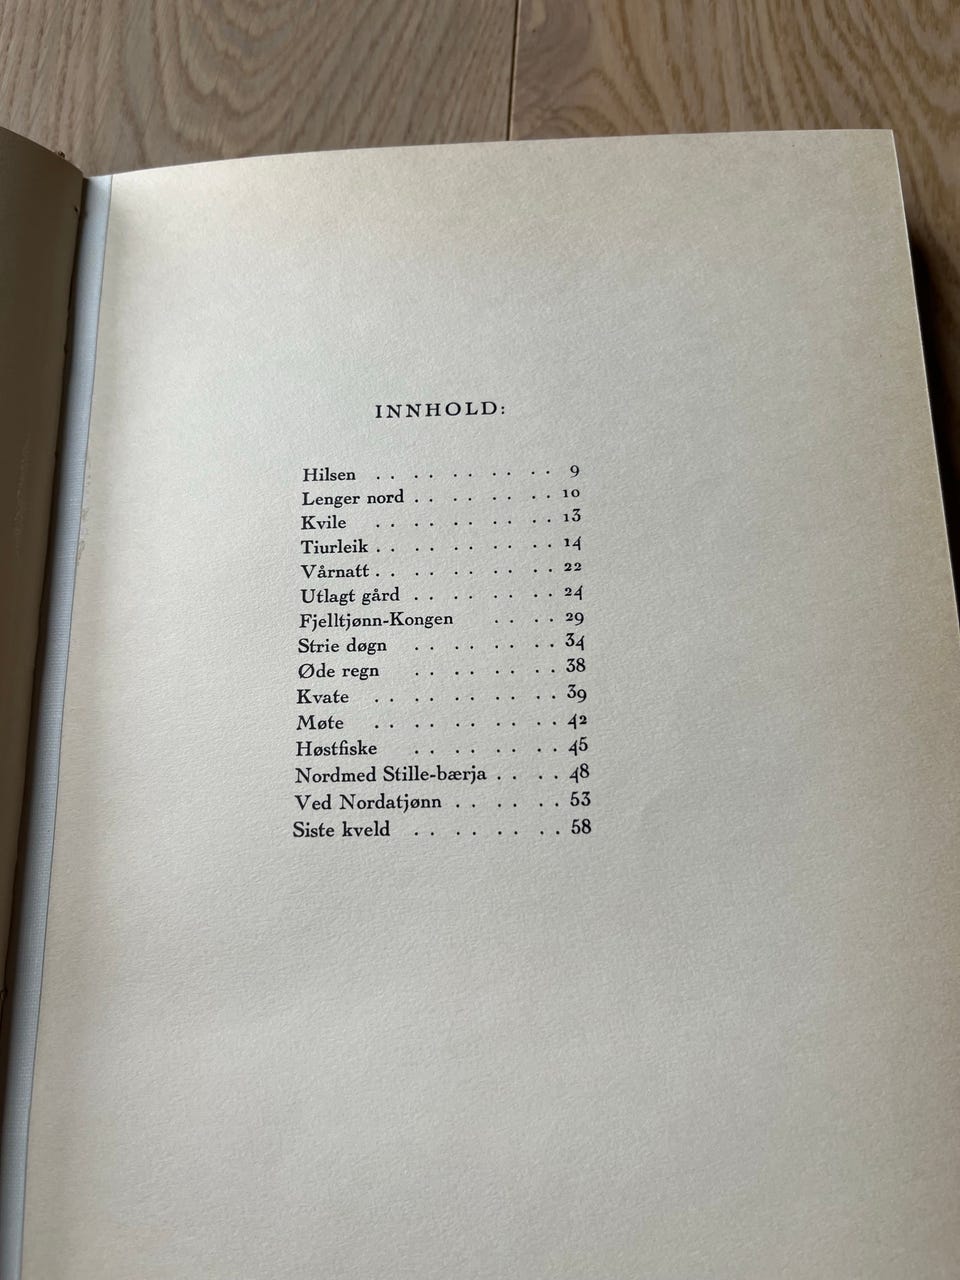 INNHOLD:
Hilsen . . . . . . . . . . 9
Lenger nord . . . . . . . . 10
Kvile . . . . . . . . . . 13
Tiurleik . . . . . . . . . . 14
Vårnatt . . . . . . . . . . 22
Utlagt gård . . . . . . . . 24
Fjelltjønn-Kongen . . . . 29
Strie døgn . . . . . . . . 34
Øde regn . . . . . . . . 38
Kvate . . . . . . . . . . 39
Møte . . . . . . . . . . 42
Høstfiske . . . . . . . . 45
Nordmed Stille-bærja . . . . 48
Ved Nordatjønn . . . . . . 53
Siste kveld . . . . . . . . 58